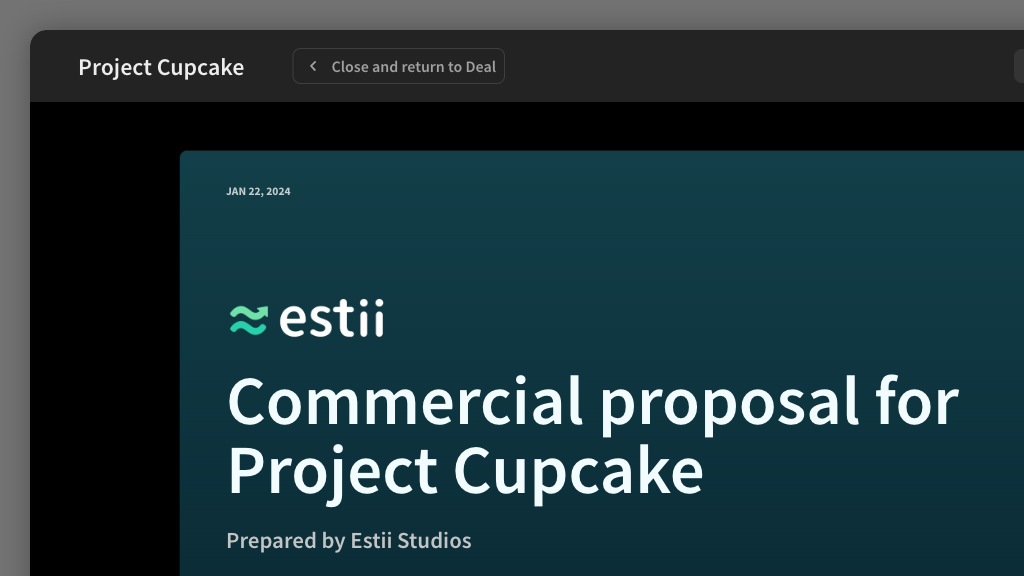 Project Cupcake
Close and return to Deal
JAN 22, 2024
estii
Commercial proposal for
Project Cupcake
Prepared by Estii Studios